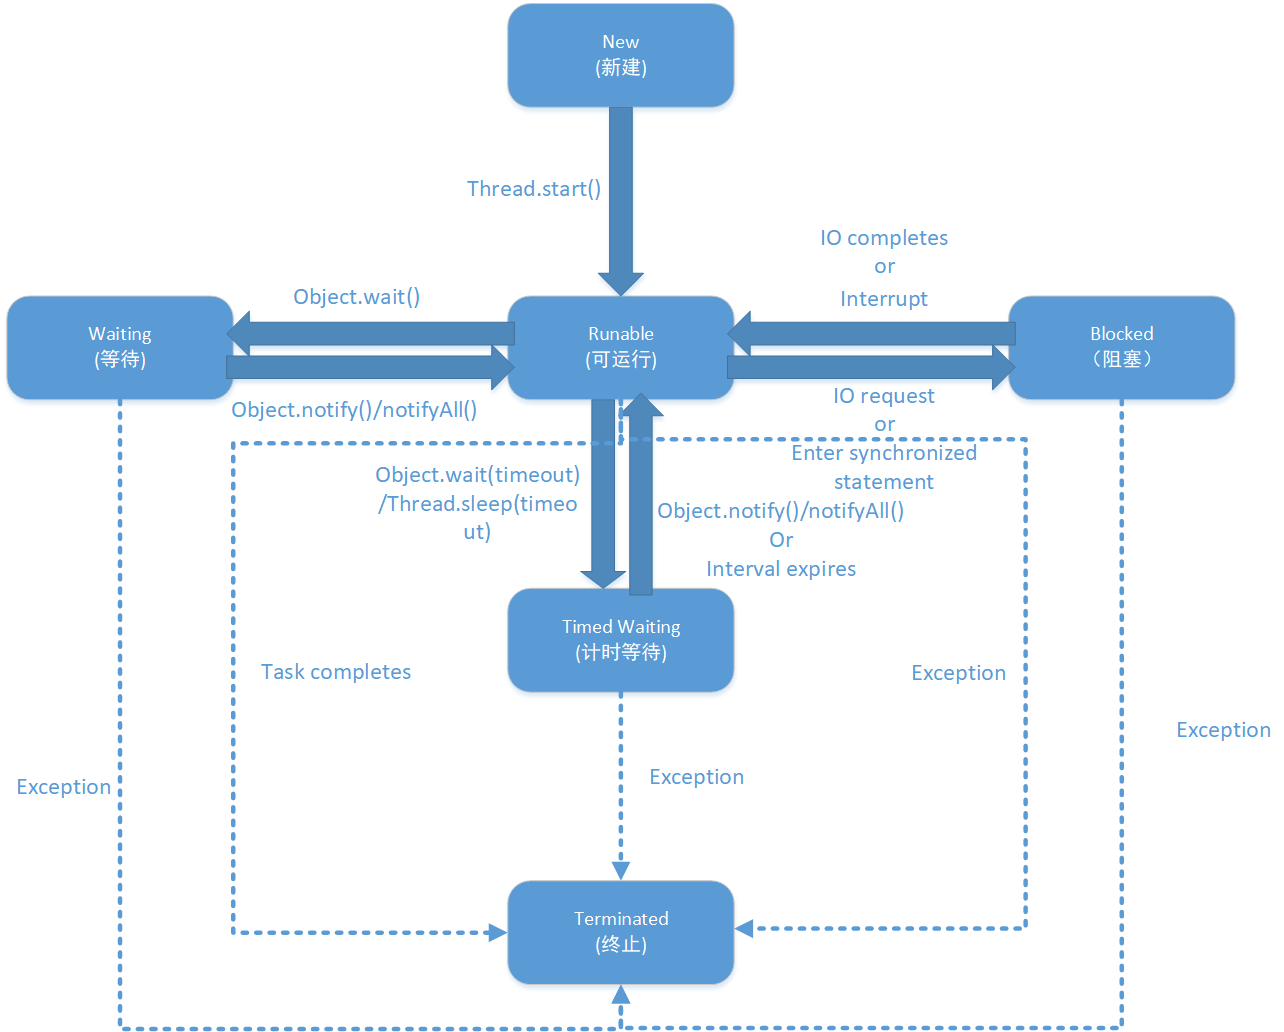 New
(新建)
Thread.start()
IO completes
or
Interrupt
Object.wait()
Waiting
(等待)
Runable
(可运行)
Blocked
（阻塞）
Object.notify()/notifyAll()
IO request
or
Enter synchronized
statement
Object.wait(timeout)
/Thread.sleep(timeo
ut)
Object.notify()/notifyAll()
Or
Interval expires
Timed Waiting
(计时等待)
Task completes
Exception
Exception
Exception
Exception
Terminated
(终止)